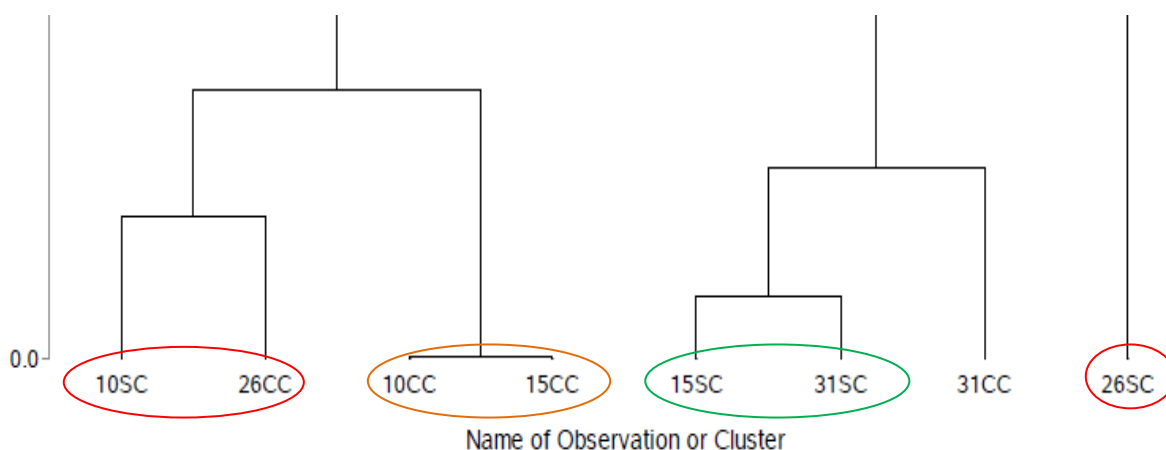 0.0
10SC 26CC 10CC 15CC 15SC 31SC 31CC 26SC
Name of Observation or Cluster